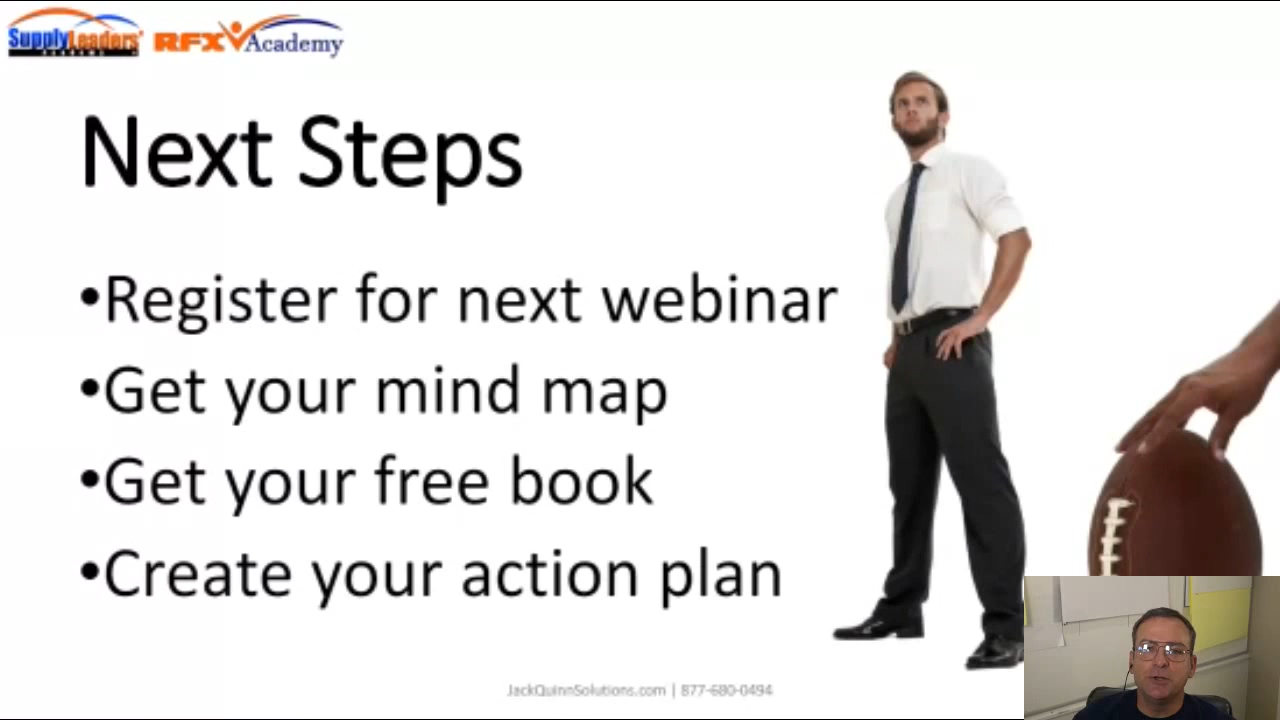 SupplyLeaders'
ACADEMY
RFX Academy
Next Steps
•Register for next webinar
•Get your mind map
•Get your free book
•Create your action plan
JackQuinnSolutions.com | 877-680-0494